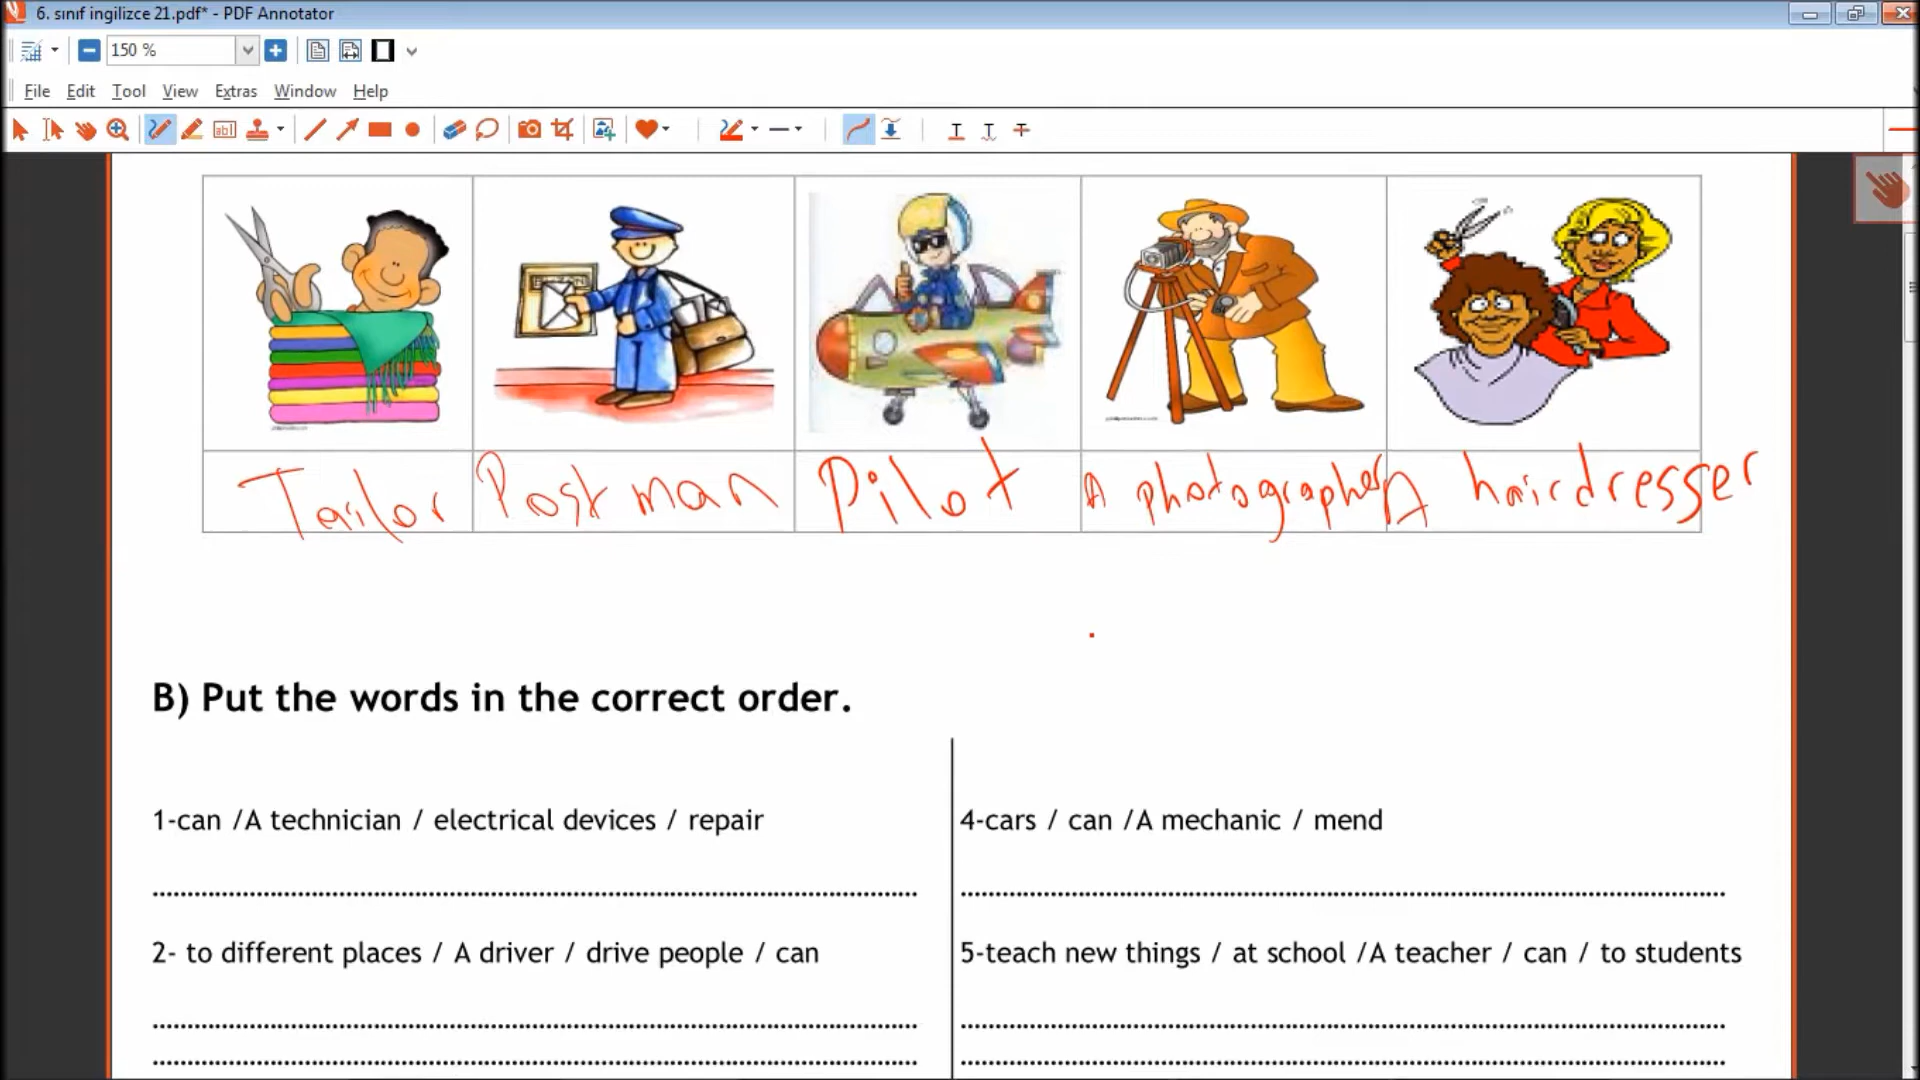 6. sınıf ingilizce 21.pdf* - PDF Annotator
150 %
File Edit Tool View Extras Window Help
Tailor Postman Pilot A photographer A hairdresser
B) Put the words in the correct order.
1-can /A technician / electrical devices / repair
2- to different places / A driver / drive people / can
4-cars / can /A mechanic / mend
5-teach new things / at school /A teacher / can / to students